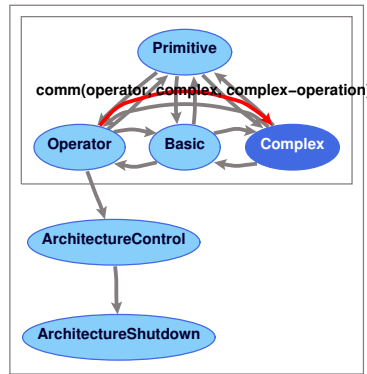 Primitive
comm(operator, complex, complex-operation)
Operator
Basic
Complex
ArchitectureControl
ArchitectureShutdown